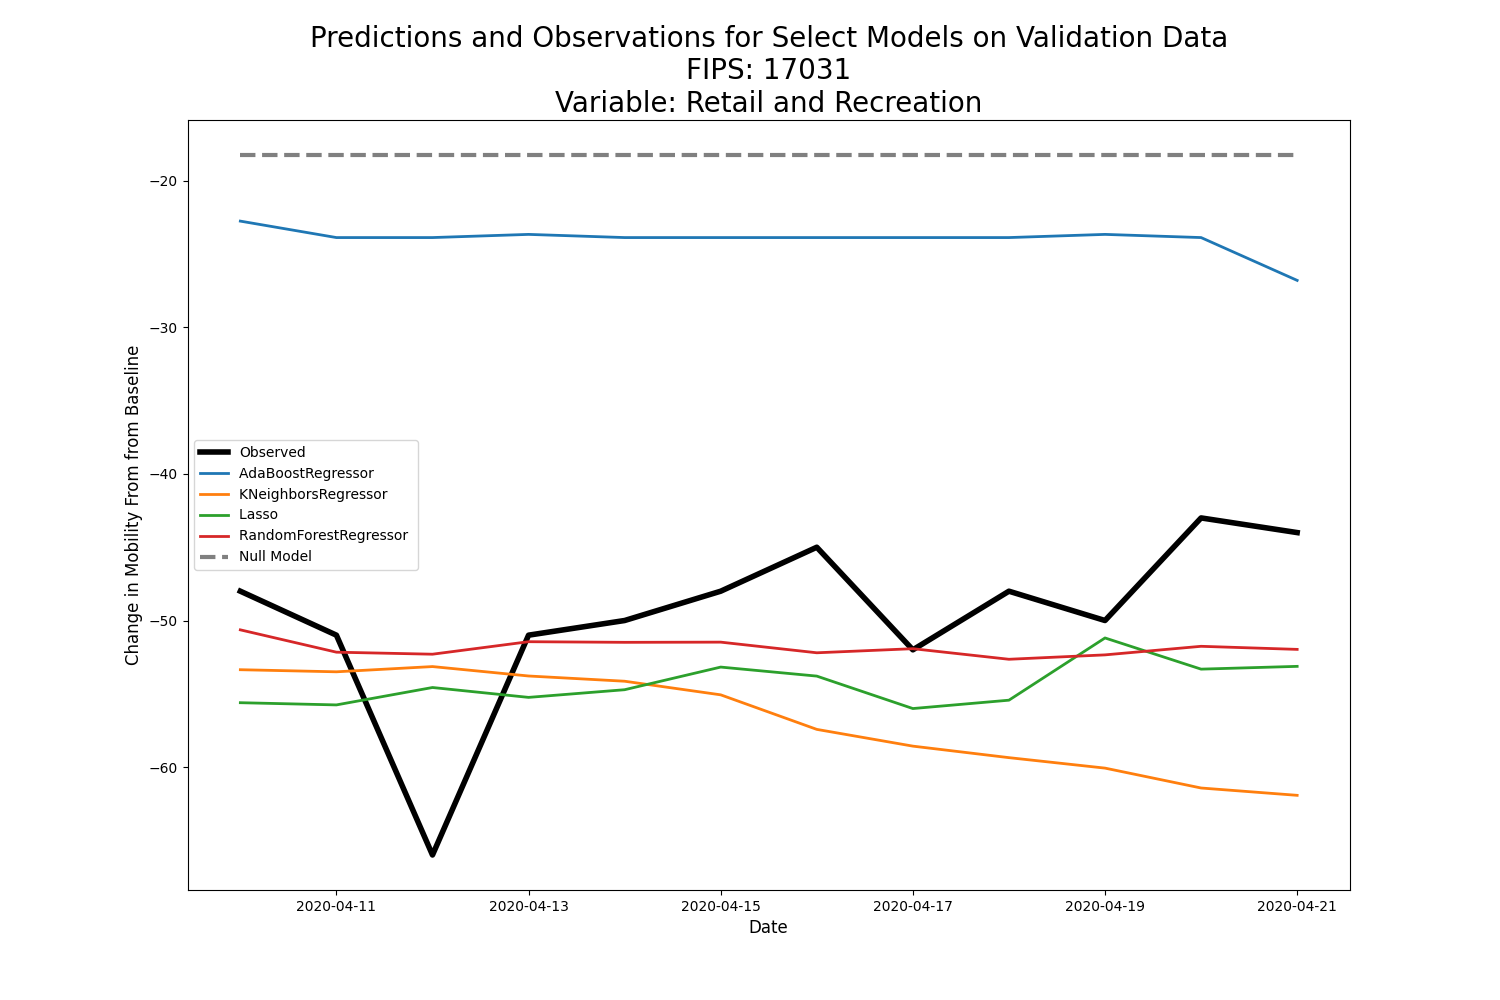 Predictions and Observations for Select Models on Validation Data
FIPS: 17031
Variable: Retail and Recreation
−20
−30
−40
−50
−60
Change in Mobility From from Baseline
Observed
AdaBoostRegressor
KNeighborsRegressor
Lasso
RandomForestRegressor
Null Model
2020-04-11
2020-04-13
2020-04-15
2020-04-17
2020-04-19
2020-04-21
Date